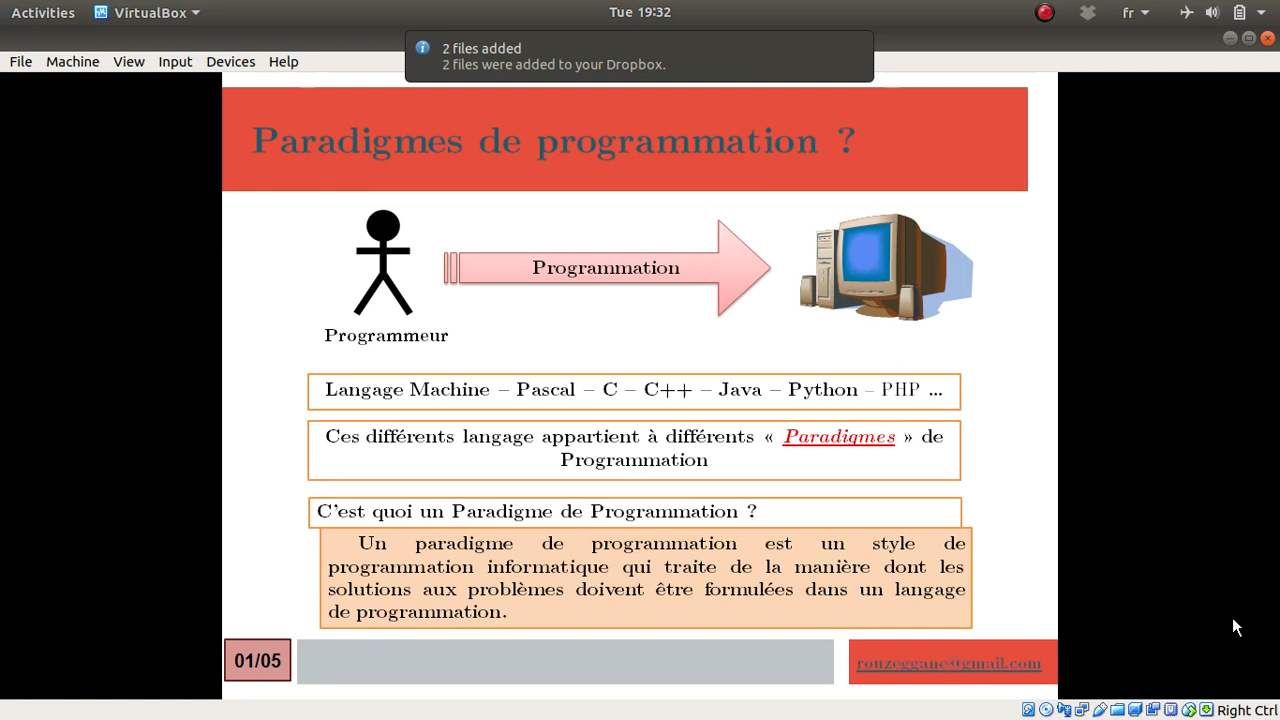 Activities VirtualBox Tue 19:32 fr
2 files added
2 files were added to your Dropbox.
File Machine View Input Devices Help
Paradigmes de programmation ?
Programmation
Programmeur
Langage Machine – Pascal – C – C++ – Java – Python – PHP ...
Ces différents langage appartient à différents « Paradigmes » de
Programmation
C'est quoi un Paradigme de Programmation ?
Un paradigme de programmation est un style de
programmation informatique qui traite de la manière dont les
solutions aux problèmes doivent être formulées dans un langage
de programmation.
01/05
rouzeggane@gmail.com
Right Ctrl